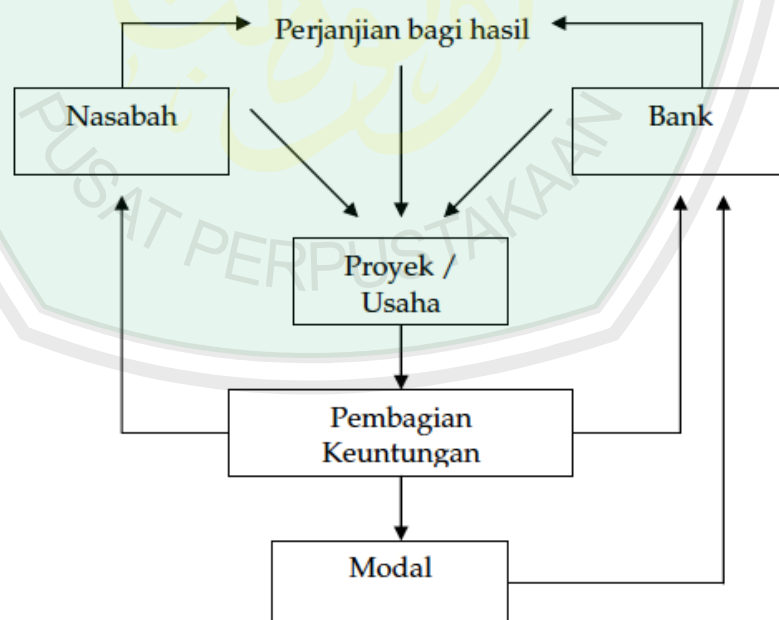 Perjanjian bagi hasil
Nasabah
Bank
PUSAT PERPUSTAKAAN
Proyek /
Usaha
Pembagian
Keuntungan
Modal